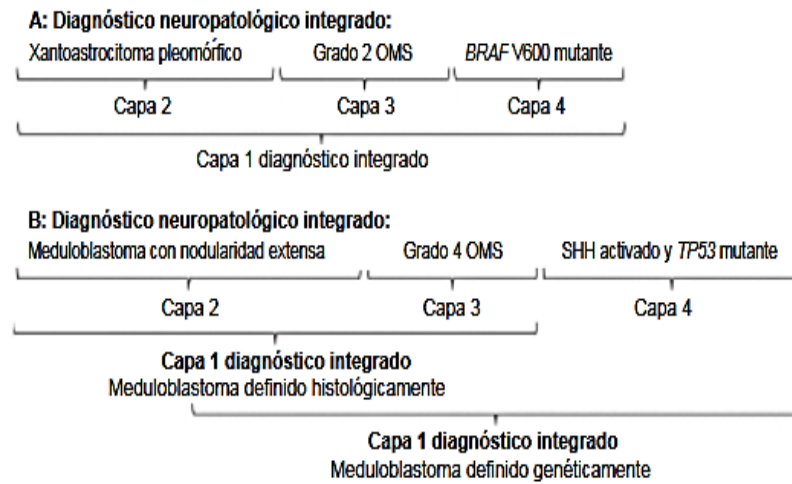 A: Diagnóstico neuropatológico integrado:
Xantoastrocitoma pleomórfico Grado 2 OMS BRAF V600 mutante
Capa 2 Capa 3 Capa 4
Capa 1 diagnóstico integrado
B: Diagnóstico neuropatológico integrado:
Meduloblastoma con nodularidad extensa Grado 4 OMS SHH activado y TP53 mutante
Capa 2 Capa 3 Capa 4
Capa 1 diagnóstico integrado
Meduloblastoma definido histológicamente
Capa 1 diagnóstico integrado
Meduloblastoma definido genéticamente